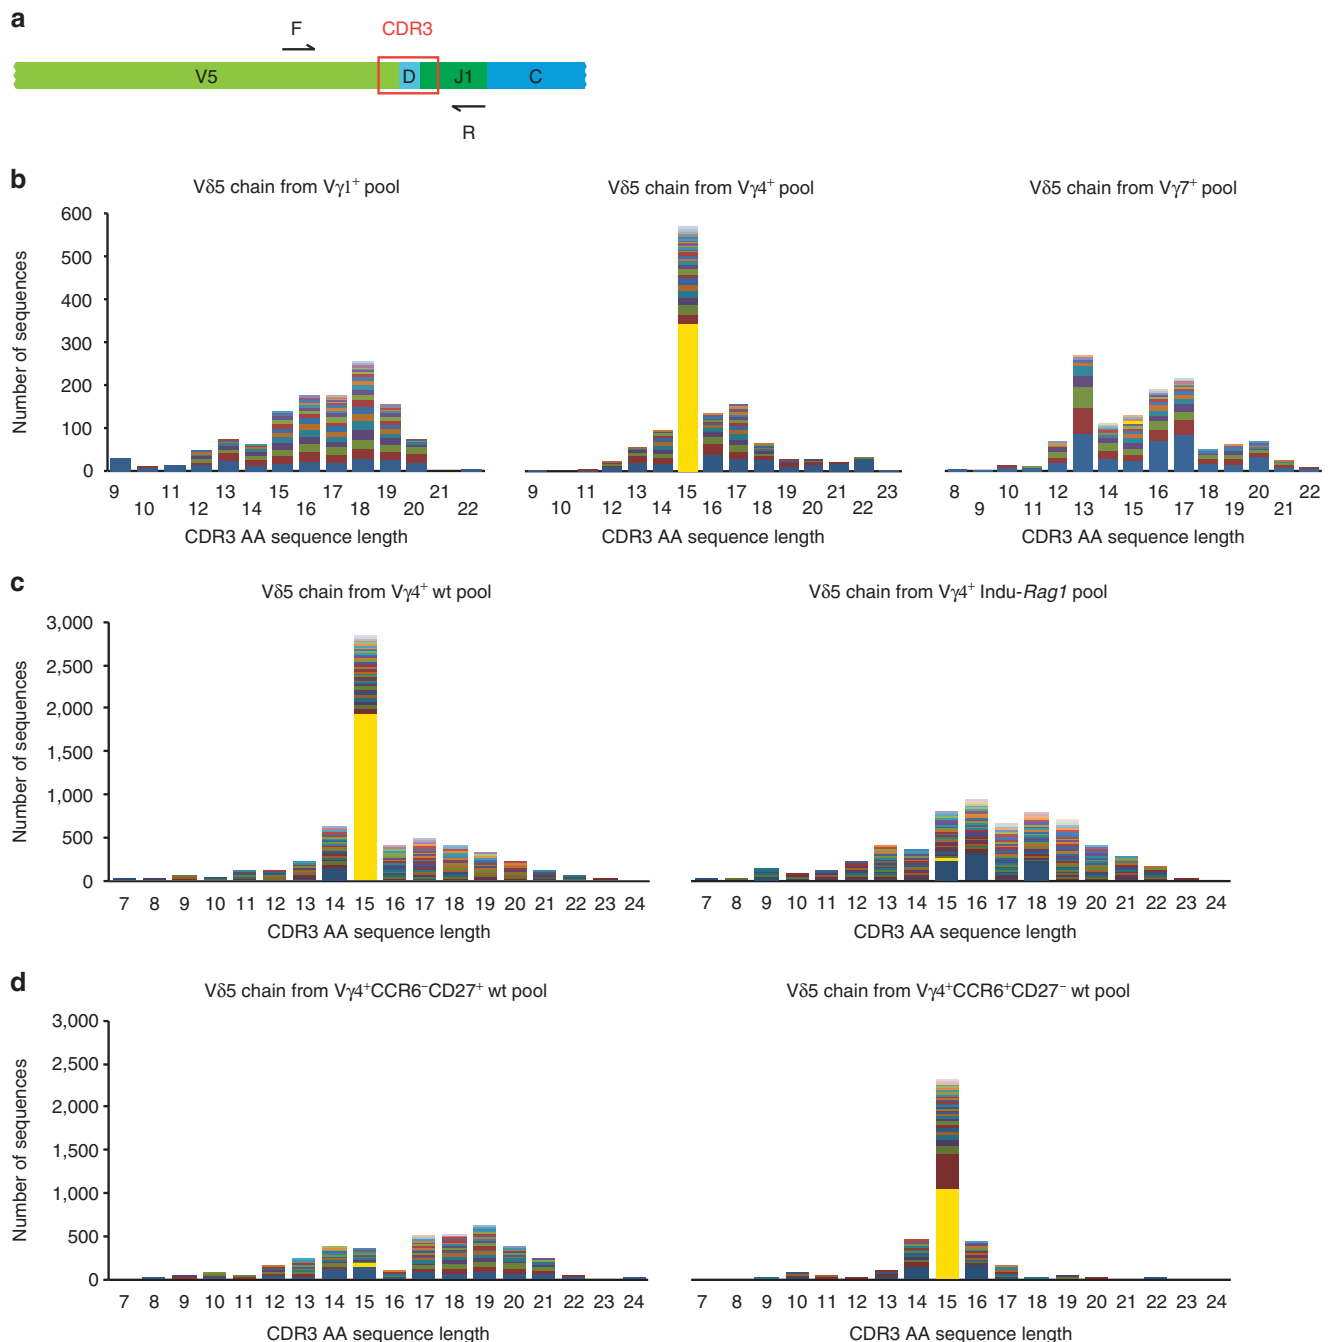 a
F
CDR3
V5
D
J1
C
R
b
Vδ5 chain from Vγ1⁺ pool
Vδ5 chain from Vγ4⁺ pool
Vδ5 chain from Vγ7⁺ pool
Number of sequences
600
500
400
300
200
100
0
9 10 11 12 13 14 15 16 17 18 19 20 21 22
9 10 11 12 13 14 15 16 17 18 19 20 21 22 23
8 9 10 11 12 13 14 15 16 17 18 19 20 21 22
CDR3 AA sequence length
CDR3 AA sequence length
CDR3 AA sequence length
c
Vδ5 chain from Vγ4⁺ wt pool
Vδ5 chain from Vγ4⁺ Indu-Rag1 pool
Number of sequences
3,000
2,500
2,000
1,500
1,000
500
0
7 8 9 10 11 12 13 14 15 16 17 18 19 20 21 22 23 24
7 8 9 10 11 12 13 14 15 16 17 18 19 20 21 22 23 24
CDR3 AA sequence length
CDR3 AA sequence length
d
Vδ5 chain from Vγ4⁺CCR6⁻CD27⁺ wt pool
Vδ5 chain from Vγ4⁺CCR6⁺CD27⁻ wt pool
Number of sequences
3,000
2,500
2,000
1,500
1,000
500
0
7 8 9 10 11 12 13 14 15 16 17 18 19 20 21 22 23 24
7 8 9 10 11 12 13 14 15 16 17 18 19 20 21 22 23 24
CDR3 AA sequence length
CDR3 AA sequence length